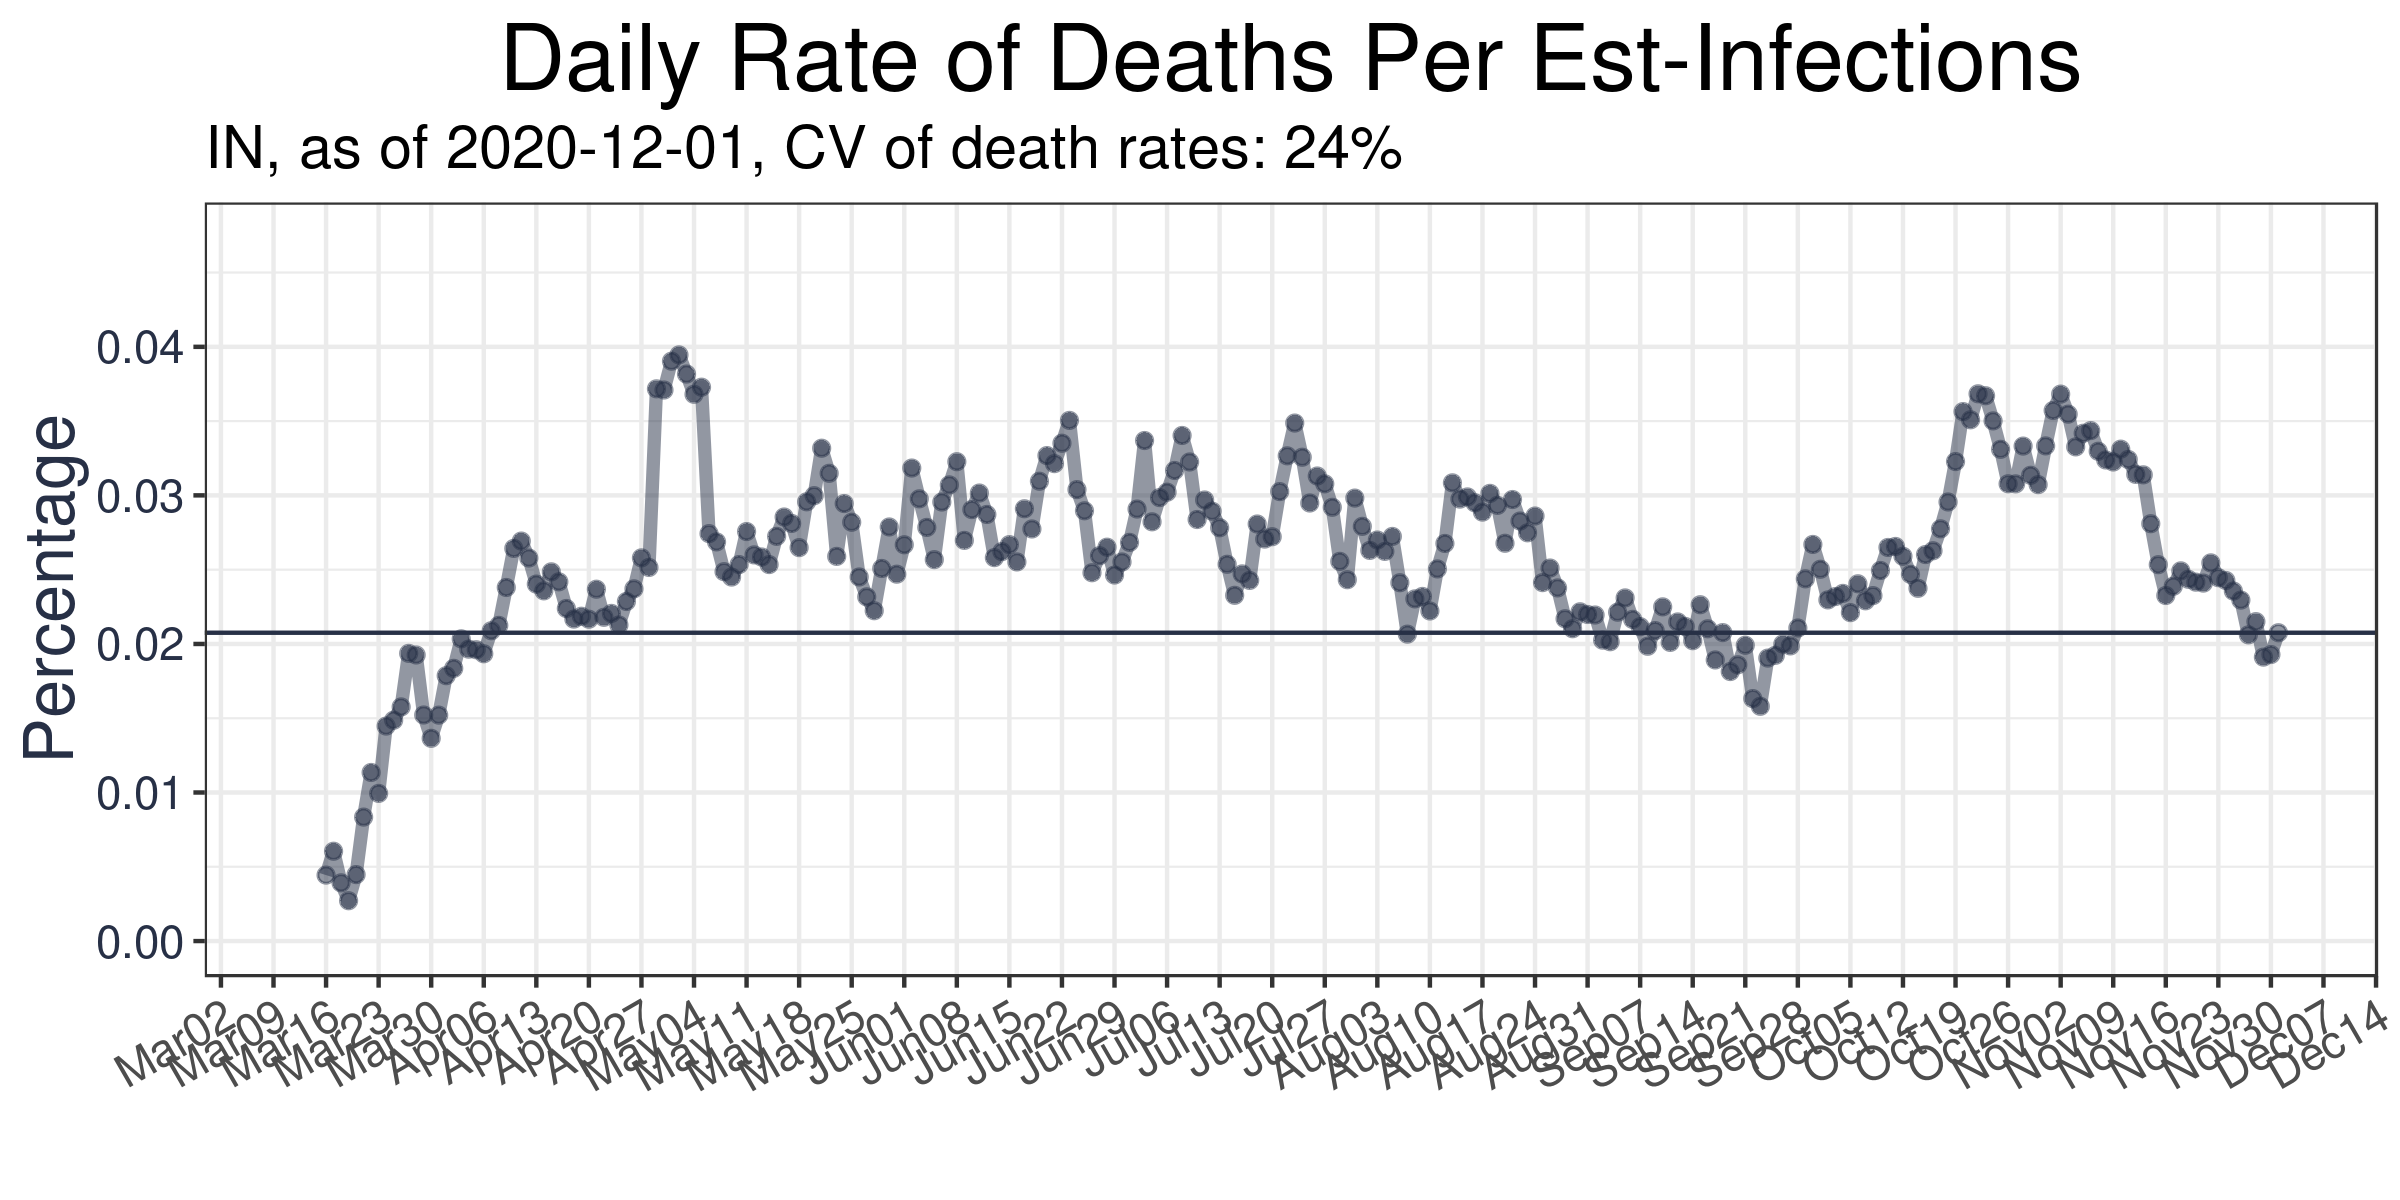 Daily Rate of Deaths Per Est-Infections
IN, as of 2020-12-01, CV of death rates: 24%
Percentage
0.04
0.03
0.02
0.01
0.00
Mar02
Mar09
Mar16
Mar23
Mar30
Apr06
Apr13
Apr20
Apr27
May04
May11
May18
May25
Jun01
Jun08
Jun15
Jun22
Jun29
Jul06
Jul13
Jul20
Jul27
Aug03
Aug10
Aug17
Aug24
Aug31
Sep07
Sep14
Sep21
Sep28
Oct05
Oct12
Oct19
Oct26
Nov02
Nov09
Nov16
Nov23
Nov30
Dec07
Dec14